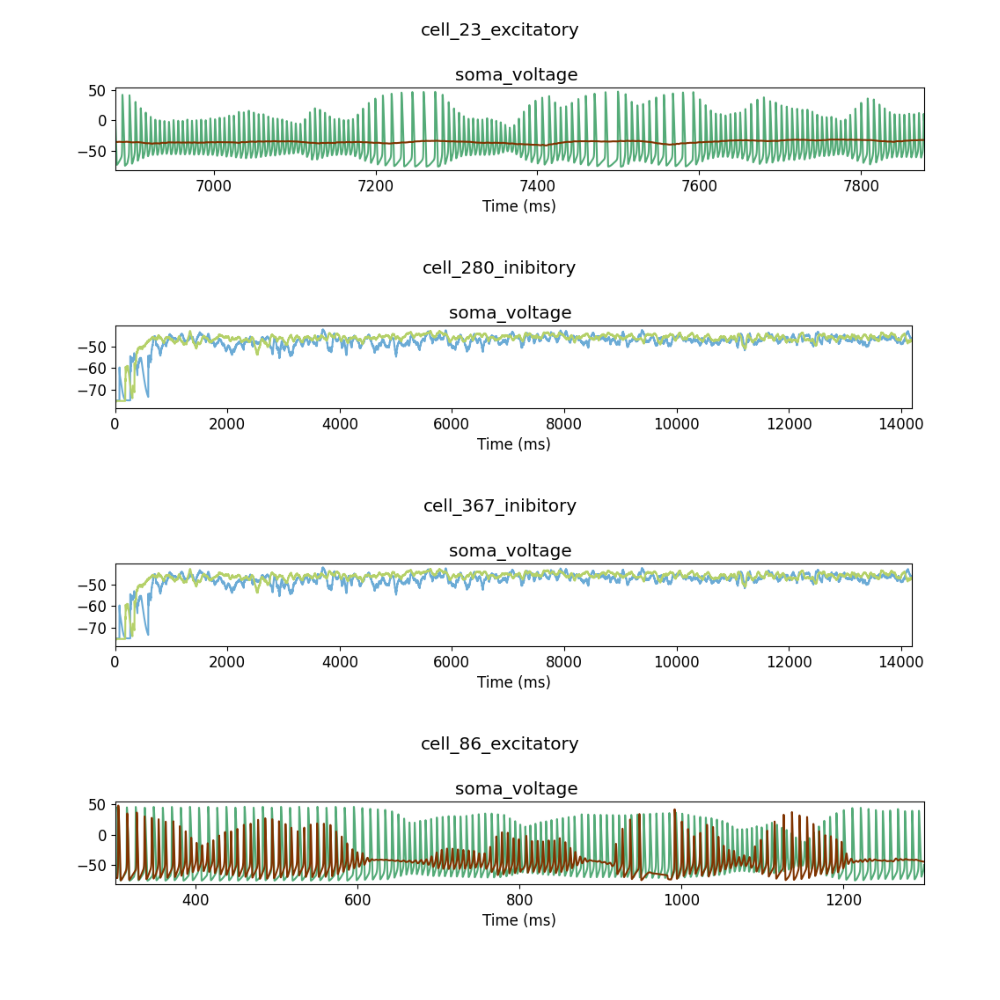 cell_23_excitatory
soma_voltage
50
0
−50
7000 7200 7400 7600 7800
Time (ms)
cell_280_inibitory
soma_voltage
−50
−60
−70
0 2000 4000 6000 8000 10000 12000 14000
Time (ms)
cell_367_inibitory
soma_voltage
−50
−60
−70
0 2000 4000 6000 8000 10000 12000 14000
Time (ms)
cell_86_excitatory
soma_voltage
50
0
−50
400 600 800 1000 1200
Time (ms)